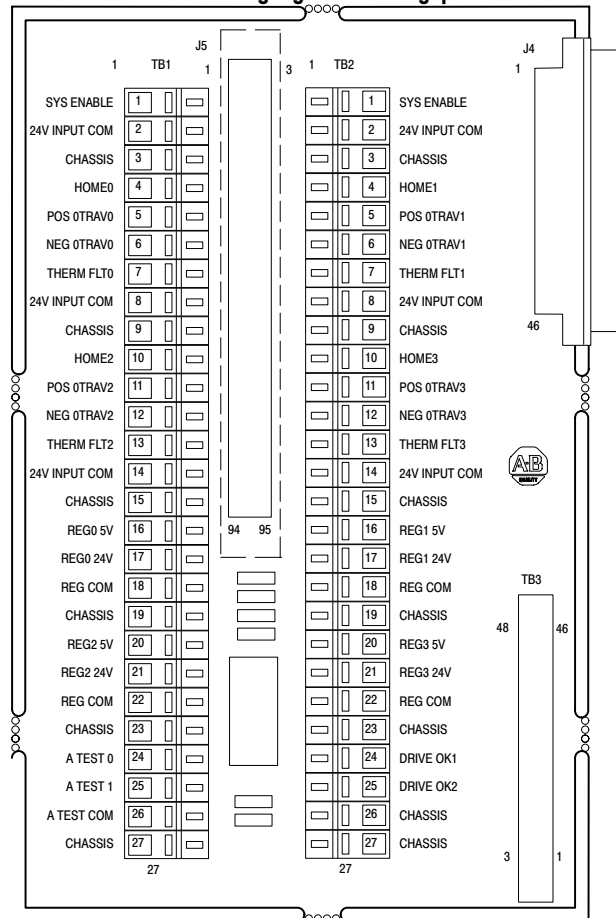 J5
J4
1 TB1 1 3 1 TB2 1
SYS ENABLE 1 1 SYS ENABLE
24V INPUT COM 2 2 24V INPUT COM
CHASSIS 3 3 CHASSIS
HOME0 4 4 HOME1
POS 0TRAV0 5 5 POS 0TRAV1
NEG 0TRAV0 6 6 NEG 0TRAV1
THERM FLT0 7 7 THERM FLT1
24V INPUT COM 8 8 24V INPUT COM
CHASSIS 9 9 CHASSIS 46
HOME2 10 10 HOME3
POS 0TRAV2 11 11 POS 0TRAV3
NEG 0TRAV2 12 12 NEG 0TRAV3
THERM FLT2 13 13 THERM FLT3
24V INPUT COM 14 14 24V INPUT COM
A-B
QUALITY
CHASSIS 15 15 CHASSIS
REG0 5V 16 94 95 16 REG1 5V
REG0 24V 17 17 REG1 24V
REG COM 18 18 REG COM
TB3
CHASSIS 19 19 CHASSIS
48 46
REG2 5V 20 20 REG3 5V
REG2 24V 21 21 REG3 24V
REG COM 22 22 REG COM
CHASSIS 23 23 CHASSIS
A TEST 0 24 24 DRIVE OK1
A TEST 1 25 25 DRIVE OK2
A TEST COM 26 26 CHASSIS
CHASSIS 27 27 CHASSIS
3 1
27 27